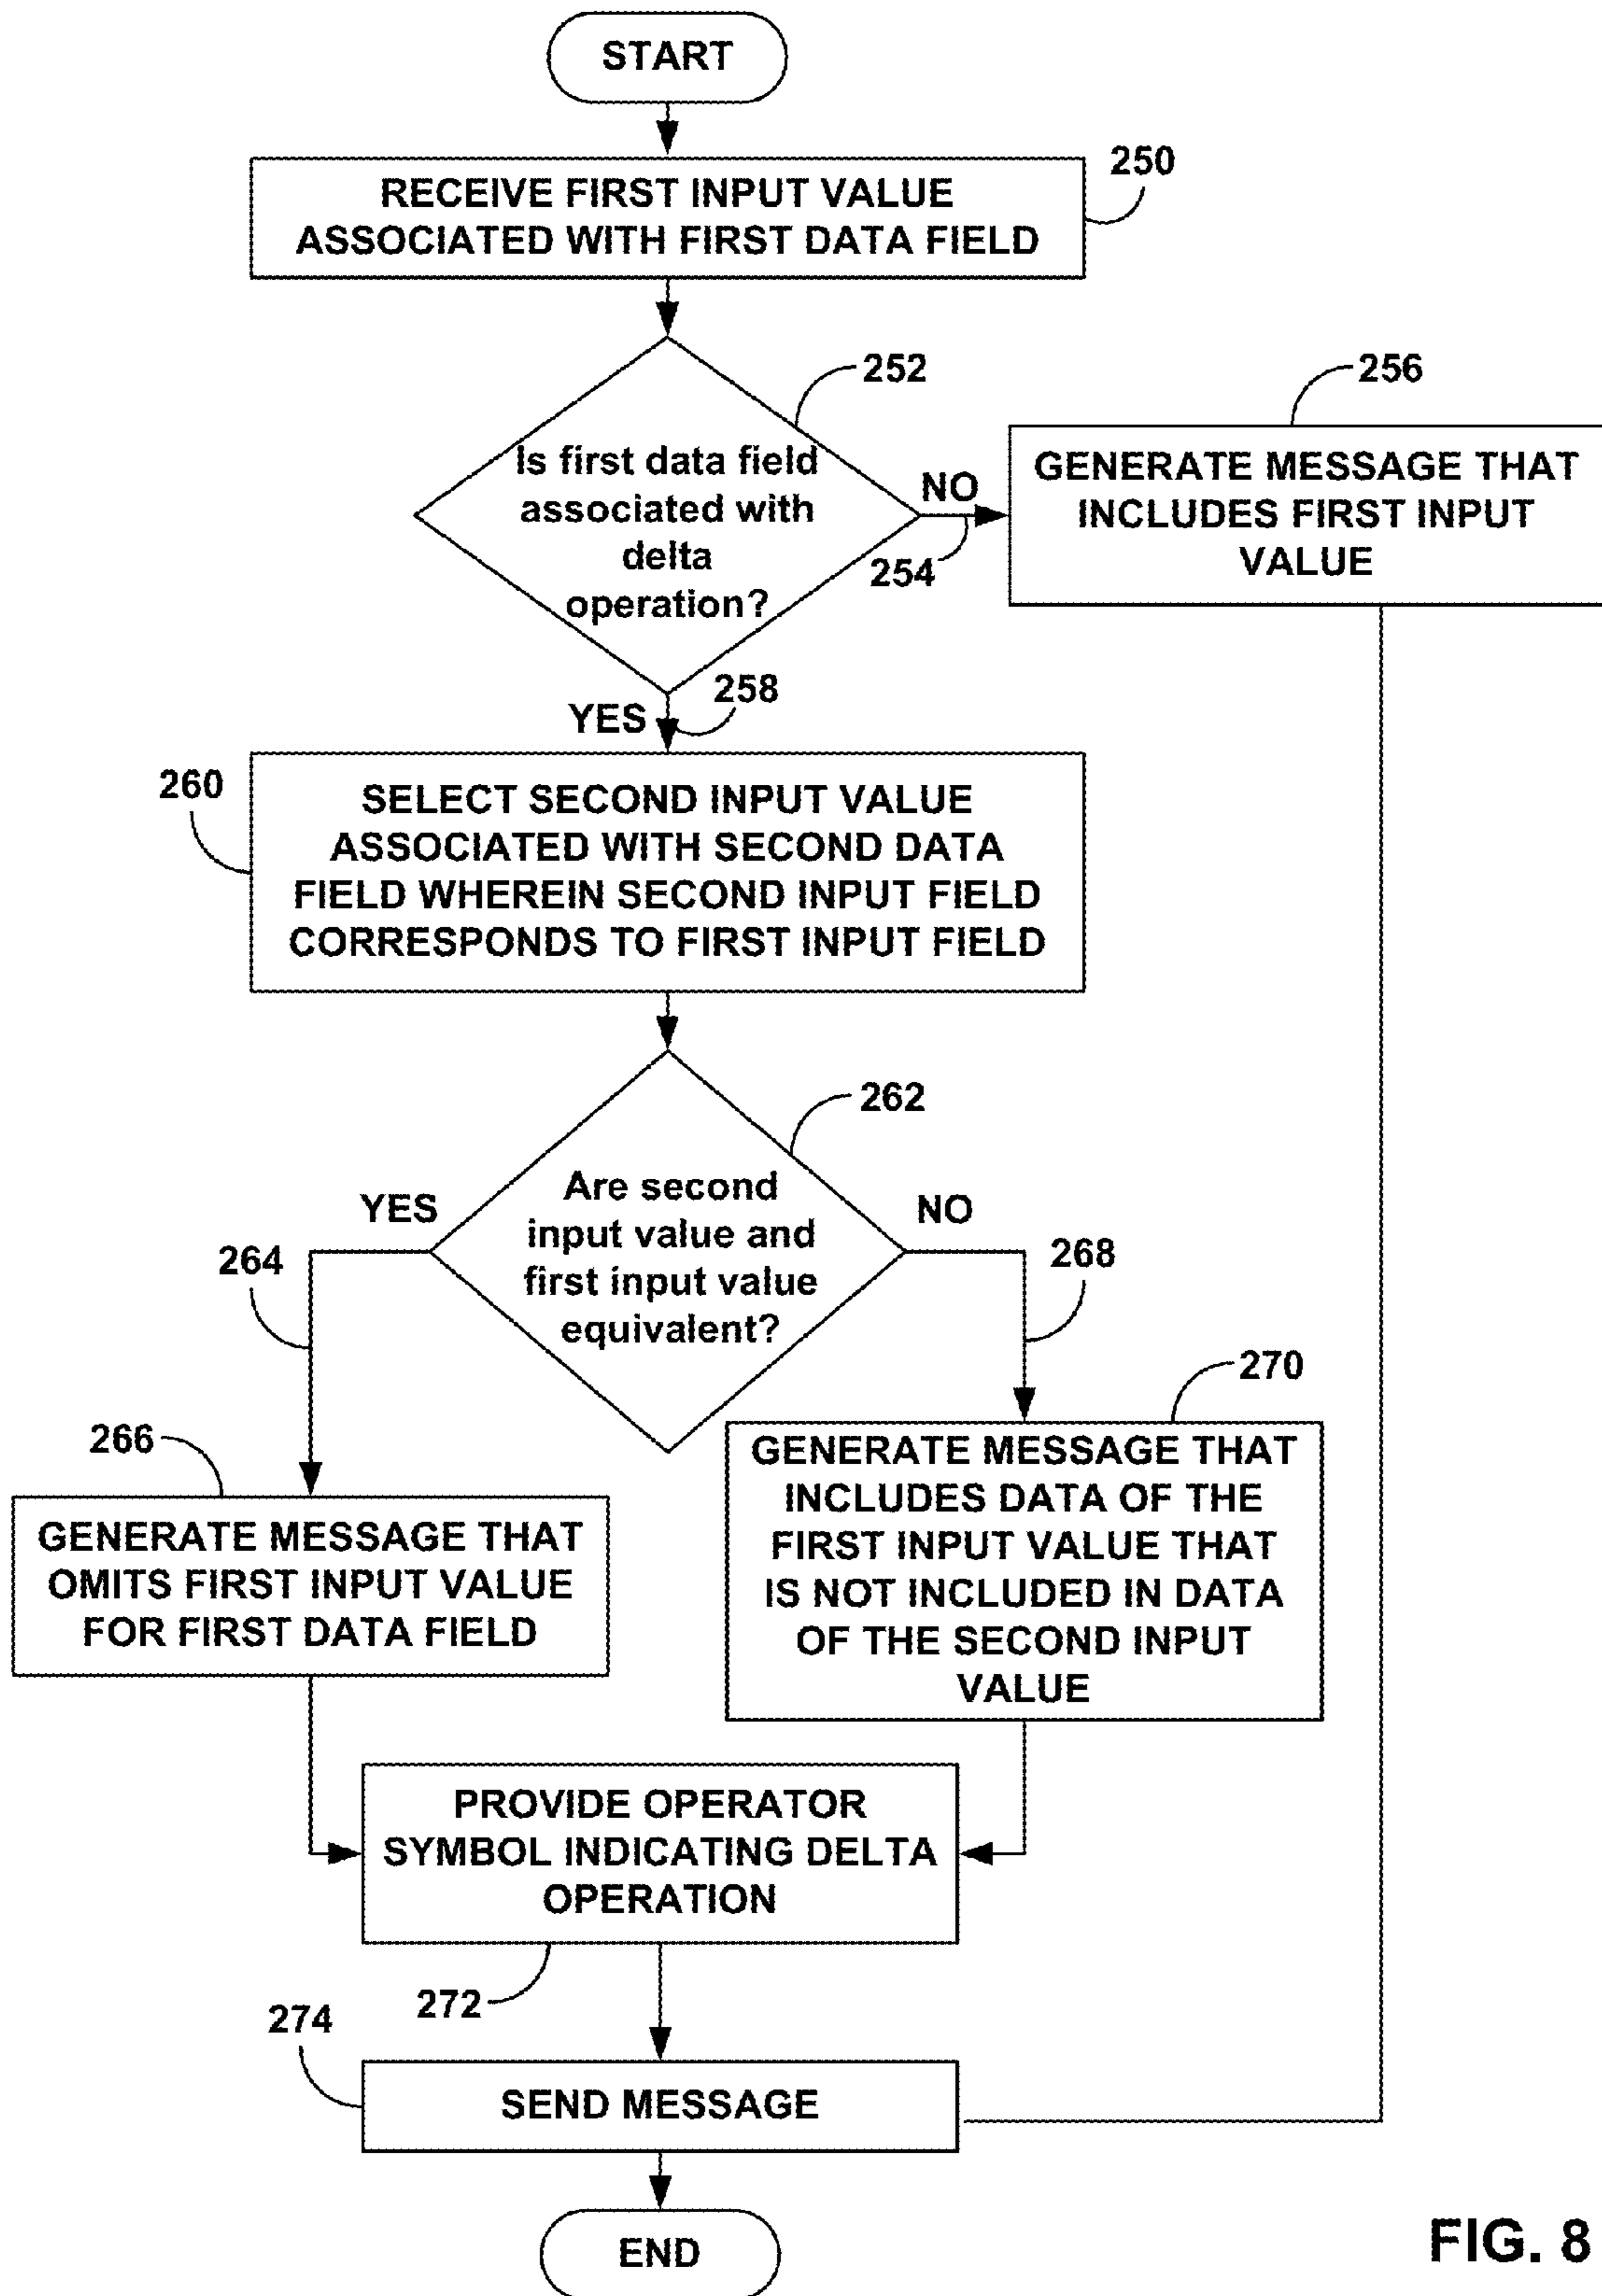 START
250
RECEIVE FIRST INPUT VALUE
ASSOCIATED WITH FIRST DATA FIELD
252
256
Is first data field
associated with
delta
operation?
NO
254
GENERATE MESSAGE THAT
INCLUDES FIRST INPUT
VALUE
258
YES
260
SELECT SECOND INPUT VALUE
ASSOCIATED WITH SECOND DATA
FIELD WHEREIN SECOND INPUT FIELD
CORRESPONDS TO FIRST INPUT FIELD
262
Are second
input value and
first input value
equivalent?
YES
NO
264
268
270
266
GENERATE MESSAGE THAT
OMITS FIRST INPUT VALUE
FOR FIRST DATA FIELD
GENERATE MESSAGE THAT
INCLUDES DATA OF THE
FIRST INPUT VALUE THAT
IS NOT INCLUDED IN DATA
OF THE SECOND INPUT
VALUE
PROVIDE OPERATOR
SYMBOL INDICATING DELTA
OPERATION
272
274
SEND MESSAGE
END
FIG. 8